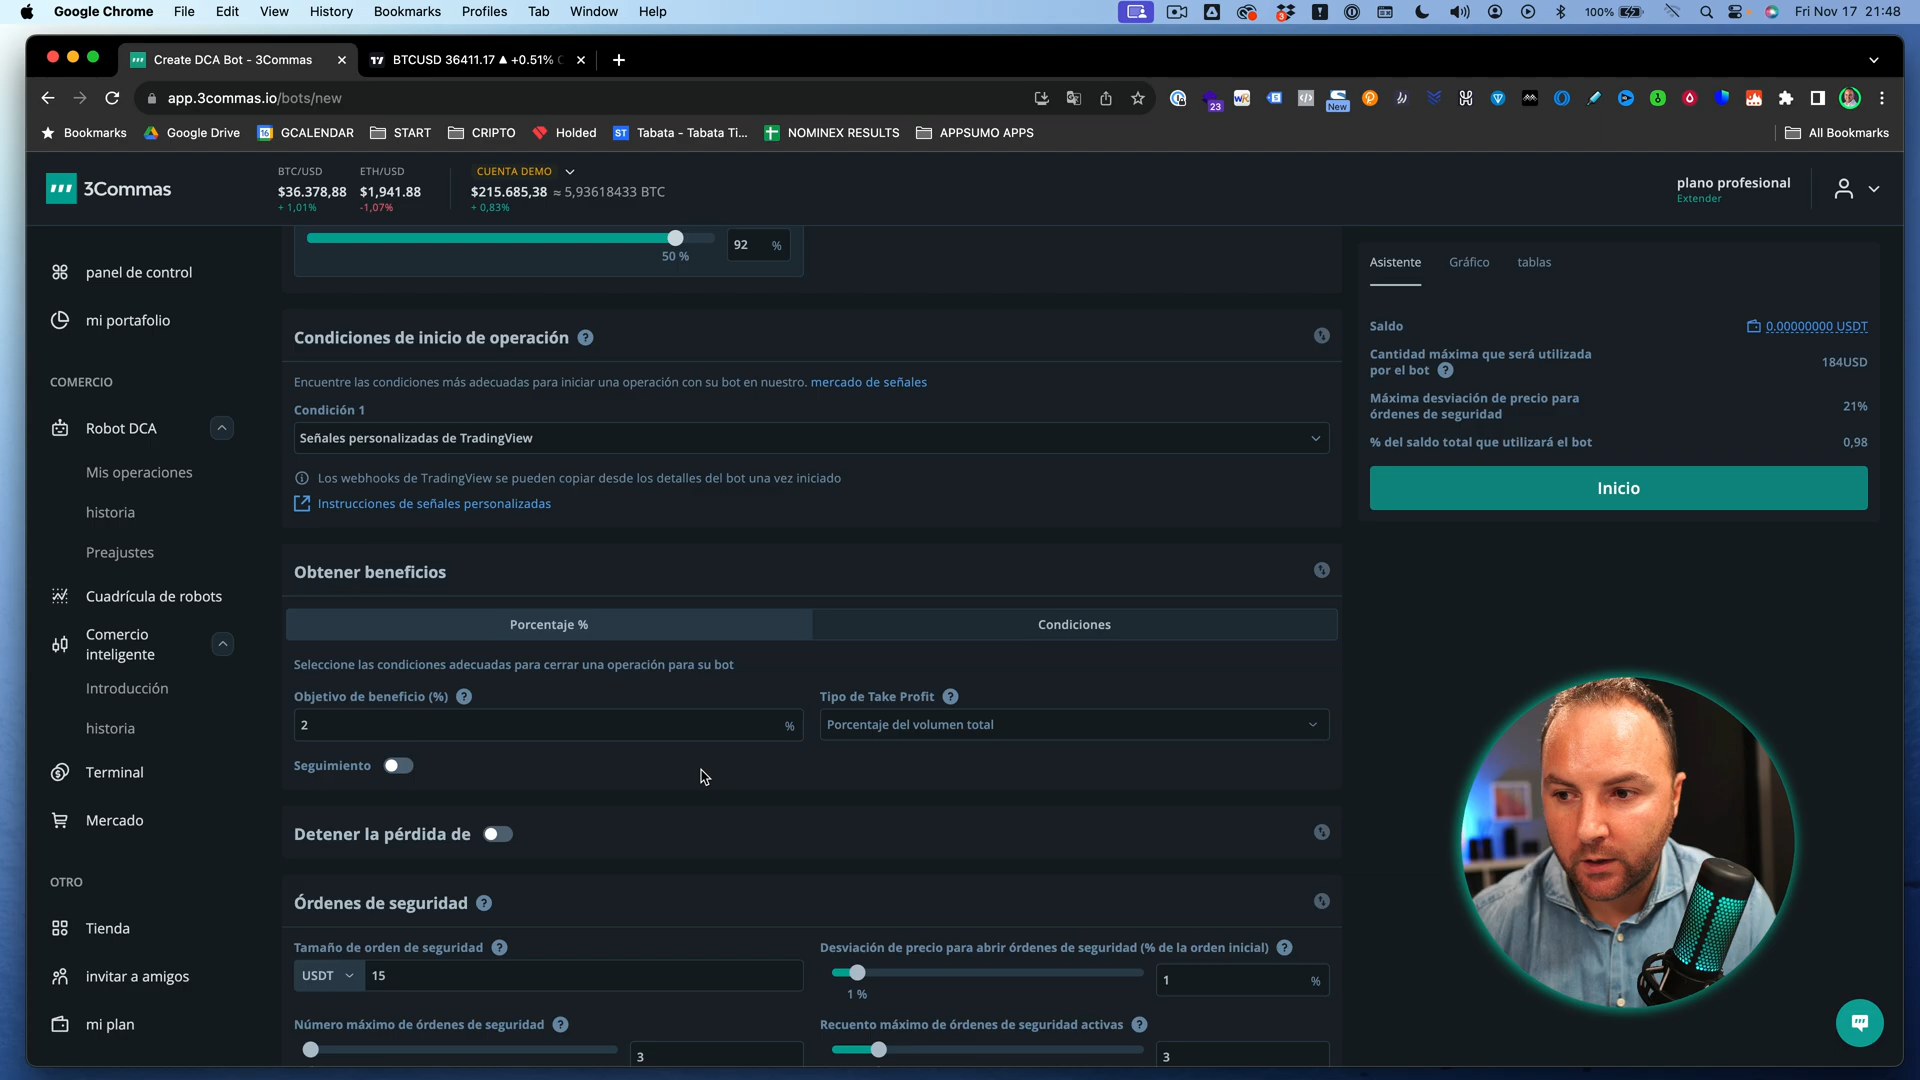 Google Chrome File Edit View History Bookmarks Profiles Tab Window Help
3
100%
Fri Nov 17 21:48
Create DCA Bot - 3Commas
BTCUSD 36411.17 ▲ +0.51%
app.3commas.io/bots/new
23
New
Bookmarks
Google Drive
GCALENDAR
START
CRIPTO
Holded
Tabata - Tabata Ti...
NOMINEX RESULTS
APPSUMO APPS
All Bookmarks
3Commas
BTC/USD
$36.378,88
+ 1,01%
ETH/USD
$1,941.88
-1,07%
CUENTA DEMO
$215.685,38 ≈ 5,93618433 BTC
+ 0,83%
plano profesional
Extender
panel de control
mi portafolio
COMERCIO
Robot DCA
Mis operaciones
historia
Preajustes
Cuadrícula de robots
Comercio
inteligente
Introducción
historia
Terminal
Mercado
OTRO
Tienda
invitar a amigos
mi plan
50 %
92 %
Condiciones de inicio de operación ?
Encuentre las condiciones más adecuadas para iniciar una operación con su bot en nuestro. mercado de señales
Condición 1
Señales personalizadas de TradingView
Los webhooks de TradingView se pueden copiar desde los detalles del bot una vez iniciado
Instrucciones de señales personalizadas
Obtener beneficios
Porcentaje %
Condiciones
Seleccione las condiciones adecuadas para cerrar una operación para su bot
Objetivo de beneficio (%) ?
2 %
Tipo de Take Profit ?
Porcentaje del volumen total
Seguimiento
Detener la pérdida de
Órdenes de seguridad ?
Tamaño de orden de seguridad ?
USDT 15
Desviación de precio para abrir órdenes de seguridad (% de la orden inicial) ?
1 %
1 %
Número máximo de órdenes de seguridad ?
3
Recuento máximo de órdenes de seguridad activas ?
3
Asistente
Gráfico
tablas
Saldo
0.00000000 USDT
Cantidad máxima que será utilizada
por el bot ?
184USD
Máxima desviación de precio para
órdenes de seguridad
21%
% del saldo total que utilizará el bot
0,98
Inicio